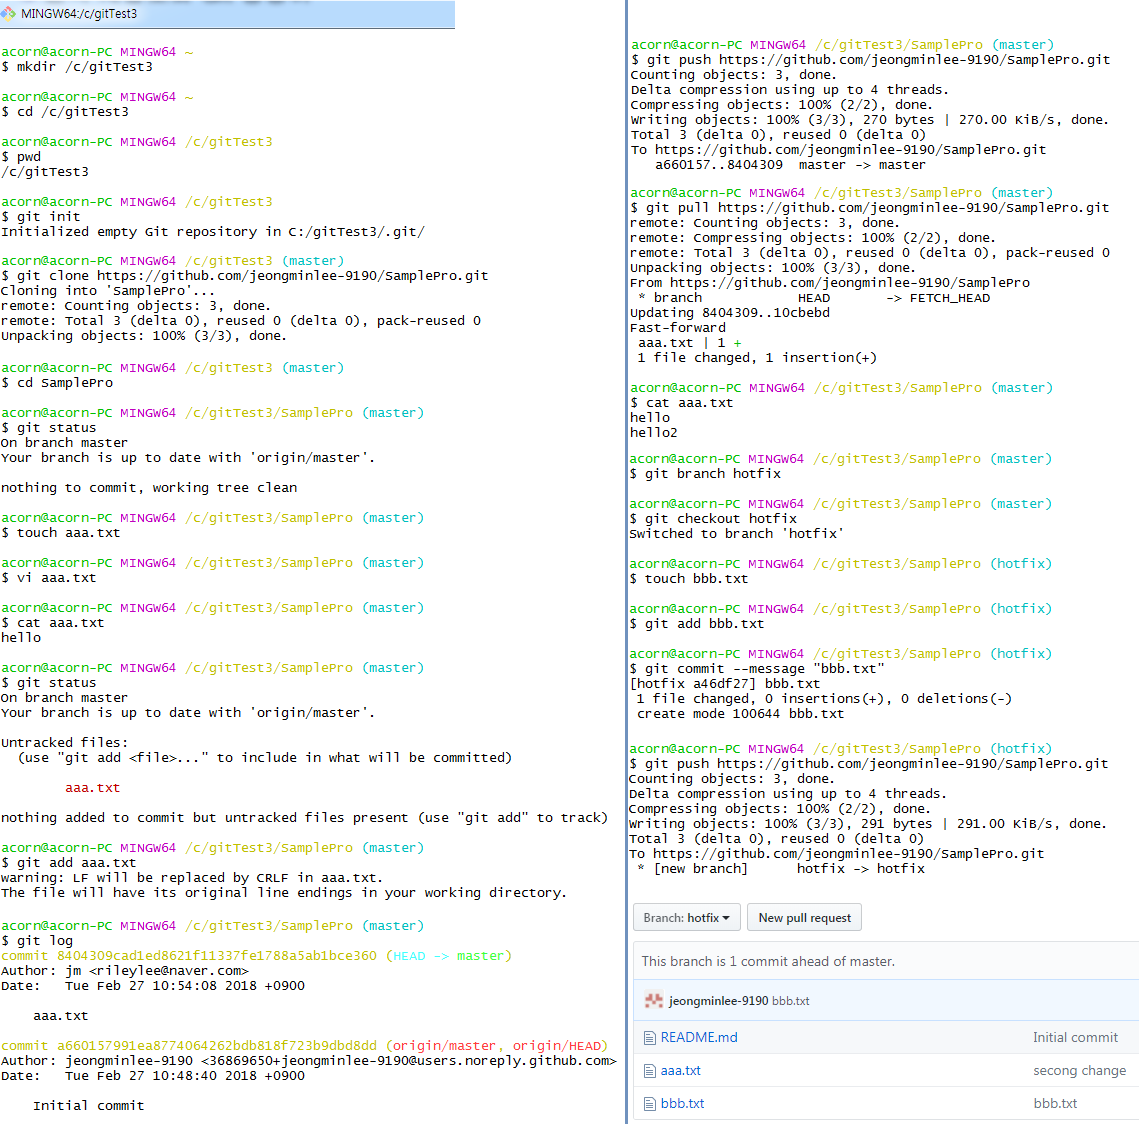 MINGW64:/c/gitTest3
acorn@acorn-PC MINGW64 ~
$ mkdir /c/gitTest3
acorn@acorn-PC MINGW64 ~
$ cd /c/gitTest3
acorn@acorn-PC MINGW64 /c/gitTest3
$ pwd
/c/gitTest3
acorn@acorn-PC MINGW64 /c/gitTest3
$ git init
Initialized empty Git repository in C:/gitTest3/.git/
acorn@acorn-PC MINGW64 /c/gitTest3 (master)
$ git clone https://github.com/jeongminlee-9190/SamplePro.git
Cloning into 'SamplePro'...
remote: Counting objects: 3, done.
remote: Total 3 (delta 0), reused 0 (delta 0), pack-reused 0
Unpacking objects: 100% (3/3), done.
acorn@acorn-PC MINGW64 /c/gitTest3 (master)
$ cd SamplePro
acorn@acorn-PC MINGW64 /c/gitTest3/SamplePro (master)
$ git status
On branch master
Your branch is up to date with 'origin/master'.
nothing to commit, working tree clean
acorn@acorn-PC MINGW64 /c/gitTest3/SamplePro (master)
$ touch aaa.txt
acorn@acorn-PC MINGW64 /c/gitTest3/SamplePro (master)
$ vi aaa.txt
acorn@acorn-PC MINGW64 /c/gitTest3/SamplePro (master)
$ cat aaa.txt
hello
acorn@acorn-PC MINGW64 /c/gitTest3/SamplePro (master)
$ git status
On branch master
Your branch is up to date with 'origin/master'.
Untracked files:
  (use "git add <file>..." to include in what will be committed)
        aaa.txt
nothing added to commit but untracked files present (use "git add" to track)
acorn@acorn-PC MINGW64 /c/gitTest3/SamplePro (master)
$ git add aaa.txt
warning: LF will be replaced by CRLF in aaa.txt.
The file will have its original line endings in your working directory.
acorn@acorn-PC MINGW64 /c/gitTest3/SamplePro (master)
$ git log
commit 8404309cad1ed8621f11337fe1788a5ab1bce360 (HEAD -> master)
Author: jm <rileylee@naver.com>
Date:   Tue Feb 27 10:54:08 2018 +0900
    aaa.txt
commit a660157991ea8774064262bdb818f723b9dbd8dd (origin/master, origin/HEAD)
Author: jeongminlee-9190 <36869650+jeongminlee-9190@users.noreply.github.com>
Date:   Tue Feb 27 10:48:40 2018 +0900
    Initial commit
acorn@acorn-PC MINGW64 /c/gitTest3/SamplePro (master)
$ git push https://github.com/jeongminlee-9190/SamplePro.git
Counting objects: 3, done.
Delta compression using up to 4 threads.
Compressing objects: 100% (2/2), done.
Writing objects: 100% (3/3), 270 bytes | 270.00 KiB/s, done.
Total 3 (delta 0), reused 0 (delta 0)
To https://github.com/jeongminlee-9190/SamplePro.git
   a660157..8404309  master -> master
acorn@acorn-PC MINGW64 /c/gitTest3/SamplePro (master)
$ git pull https://github.com/jeongminlee-9190/SamplePro.git
remote: Counting objects: 3, done.
remote: Compressing objects: 100% (2/2), done.
remote: Total 3 (delta 0), reused 0 (delta 0), pack-reused 0
Unpacking objects: 100% (3/3), done.
From https://github.com/jeongminlee-9190/SamplePro
 * branch            HEAD       -> FETCH_HEAD
Updating 8404309..10cbebd
Fast-forward
 aaa.txt | 1 +
 1 file changed, 1 insertion(+)
acorn@acorn-PC MINGW64 /c/gitTest3/SamplePro (master)
$ cat aaa.txt
hello
hello2
acorn@acorn-PC MINGW64 /c/gitTest3/SamplePro (master)
$ git branch hotfix
acorn@acorn-PC MINGW64 /c/gitTest3/SamplePro (master)
$ git checkout hotfix
Switched to branch 'hotfix'
acorn@acorn-PC MINGW64 /c/gitTest3/SamplePro (hotfix)
$ touch bbb.txt
acorn@acorn-PC MINGW64 /c/gitTest3/SamplePro (hotfix)
$ git add bbb.txt
acorn@acorn-PC MINGW64 /c/gitTest3/SamplePro (hotfix)
$ git commit --message "bbb.txt"
[hotfix a46df27] bbb.txt
 1 file changed, 0 insertions(+), 0 deletions(-)
 create mode 100644 bbb.txt
acorn@acorn-PC MINGW64 /c/gitTest3/SamplePro (hotfix)
$ git push https://github.com/jeongminlee-9190/SamplePro.git
Counting objects: 3, done.
Delta compression using up to 4 threads.
Compressing objects: 100% (2/2), done.
Writing objects: 100% (3/3), 291 bytes | 291.00 KiB/s, done.
Total 3 (delta 0), reused 0 (delta 0)
To https://github.com/jeongminlee-9190/SamplePro.git
 * [new branch]      hotfix -> hotfix
Branch: hotfix New pull request
This branch is 1 commit ahead of master.
jeongminlee-9190 bbb.txt
README.md Initial commit
aaa.txt secong change
bbb.txt bbb.txt